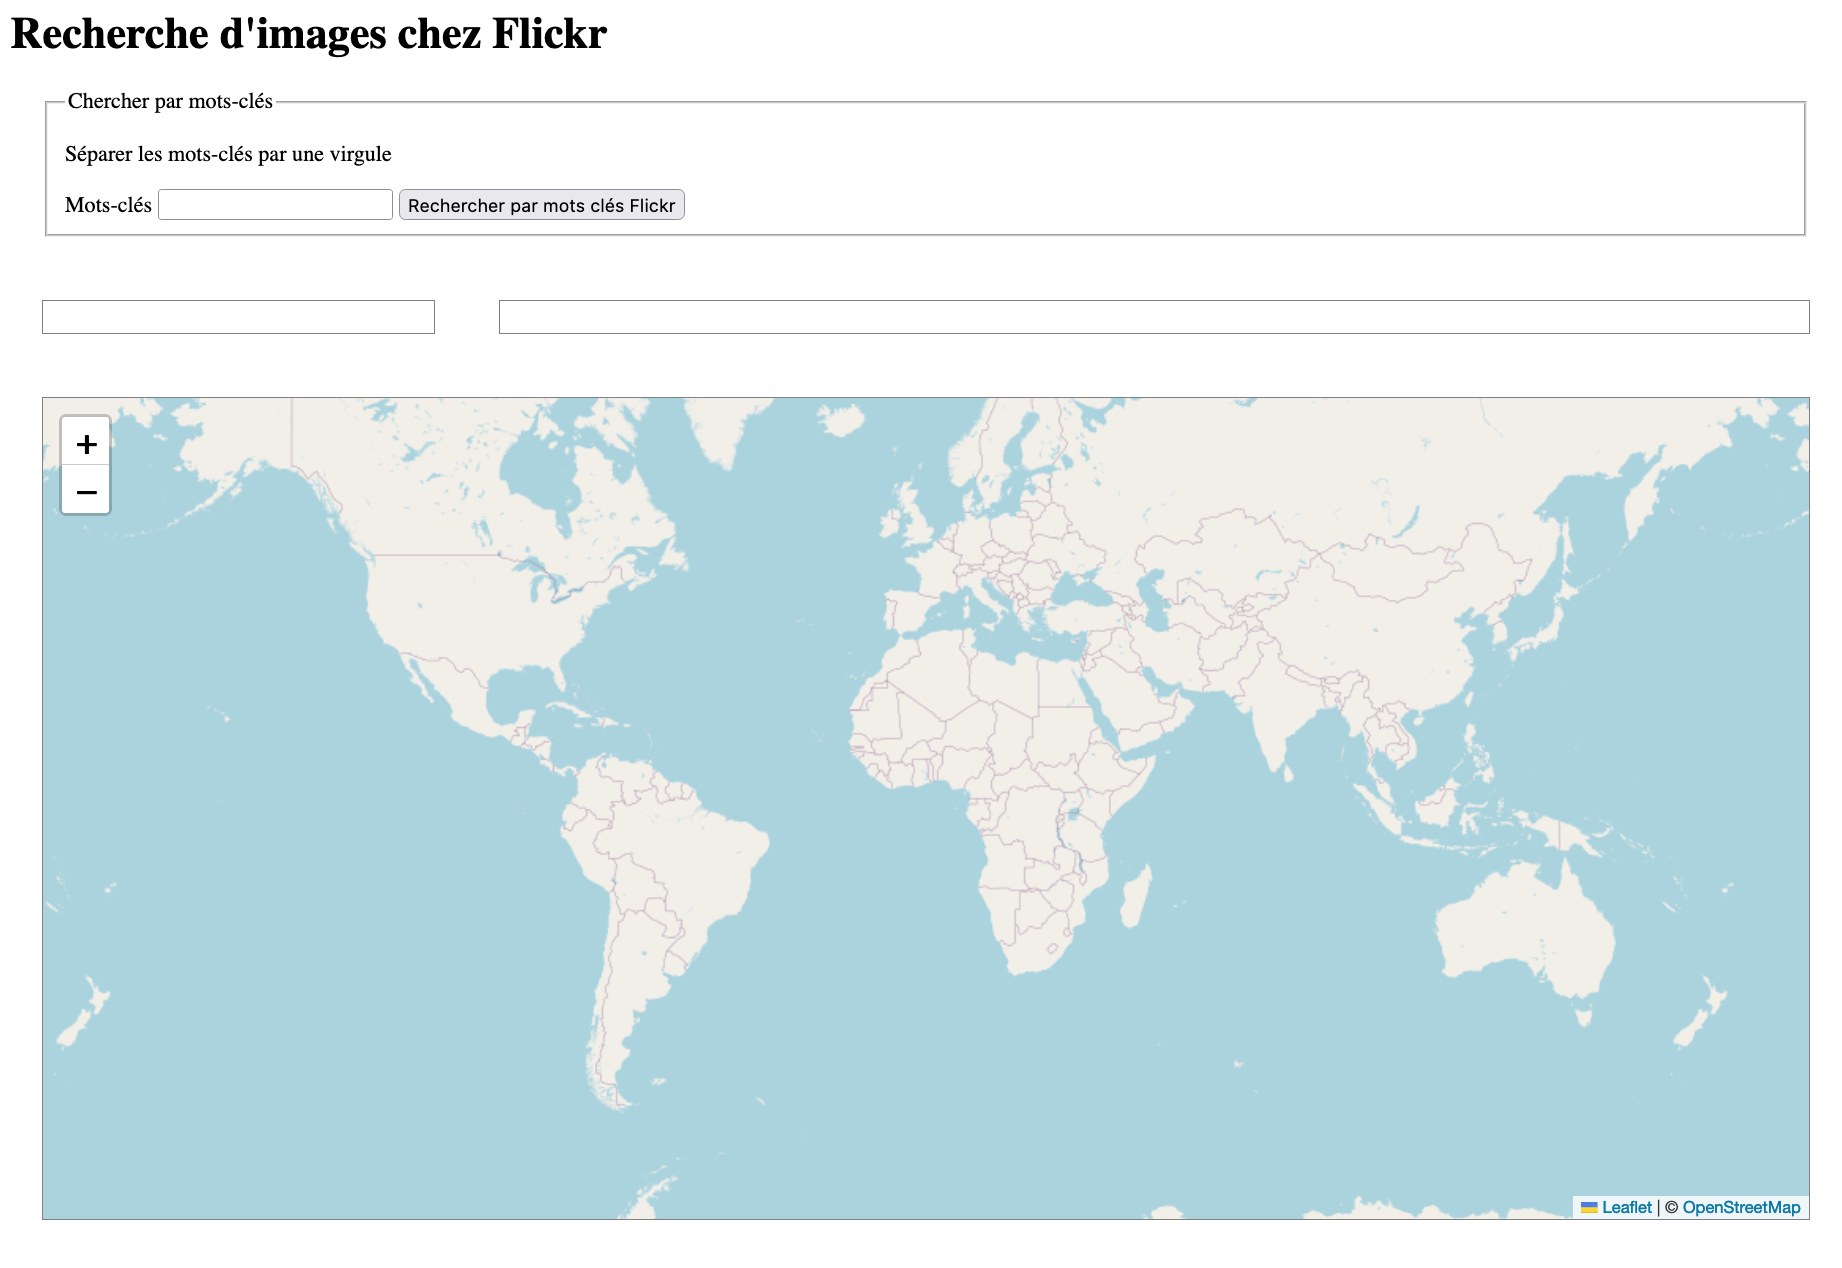 Recherche d'images chez Flickr
Chercher par mots-clés
Séparer les mots-clés par une virgule
Mots-clés Rechercher par mots clés Flickr
+
−
Leaflet | © OpenStreetMap